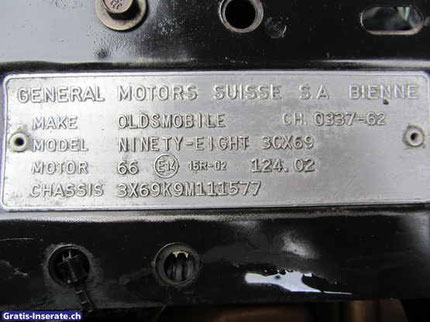 GENERAL MOTORS SUISSE S.A. BIENNE
MAKE OLDSMOBILE CH. 0337-62
MODEL NINETY-EIGHT 3CX69
MOTOR 66 E14 15R-02 124.02
CHASSIS 3X69K9M111577
Gratis-Inserate.ch